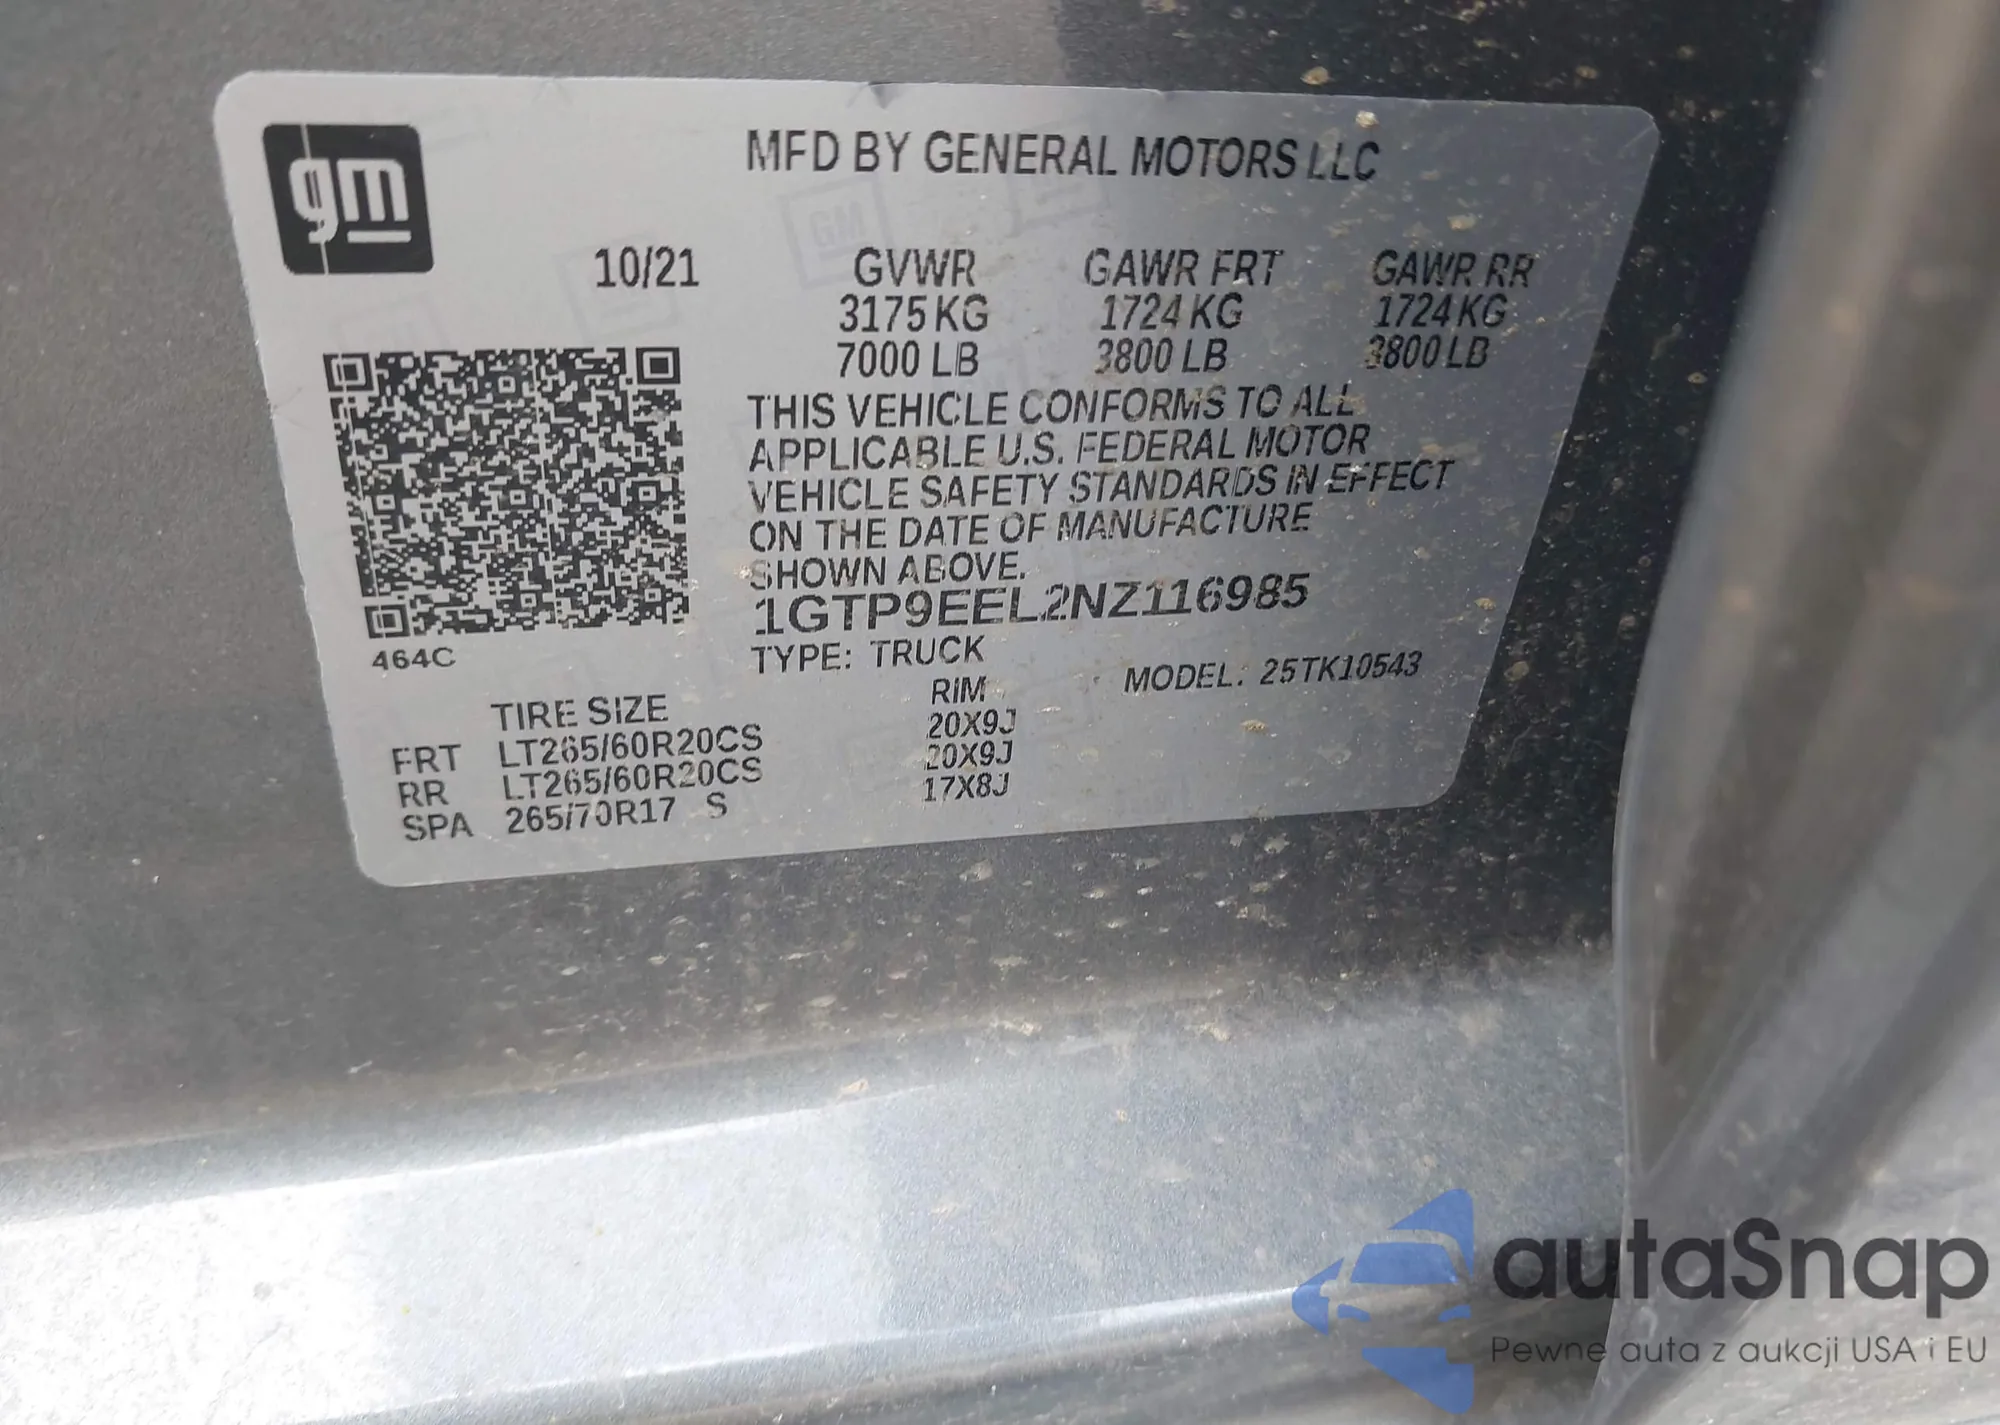 gm
MFD BY GENERAL MOTORS LLC
10/21 GVWR GAWR FRT GAWR RR
3175 KG 1724 KG 1724 KG
7000 LB 3800 LB 3800 LB
THIS VEHICLE CONFORMS TO ALL
APPLICABLE U.S. FEDERAL MOTOR
VEHICLE SAFETY STANDARDS IN EFFECT
ON THE DATE OF MANUFACTURE
SHOWN ABOVE.
1GTP9EEL2NZ116985
464C
TYPE: TRUCK MODEL: 25TK10543
TIRE SIZE RIM
FRT LT265/60R20CS 20X9J
RR LT265/60R20CS 20X9J
SPA 265/70R17 S 17X8J
autaSnap
Pewne auta z aukcji USA i EU